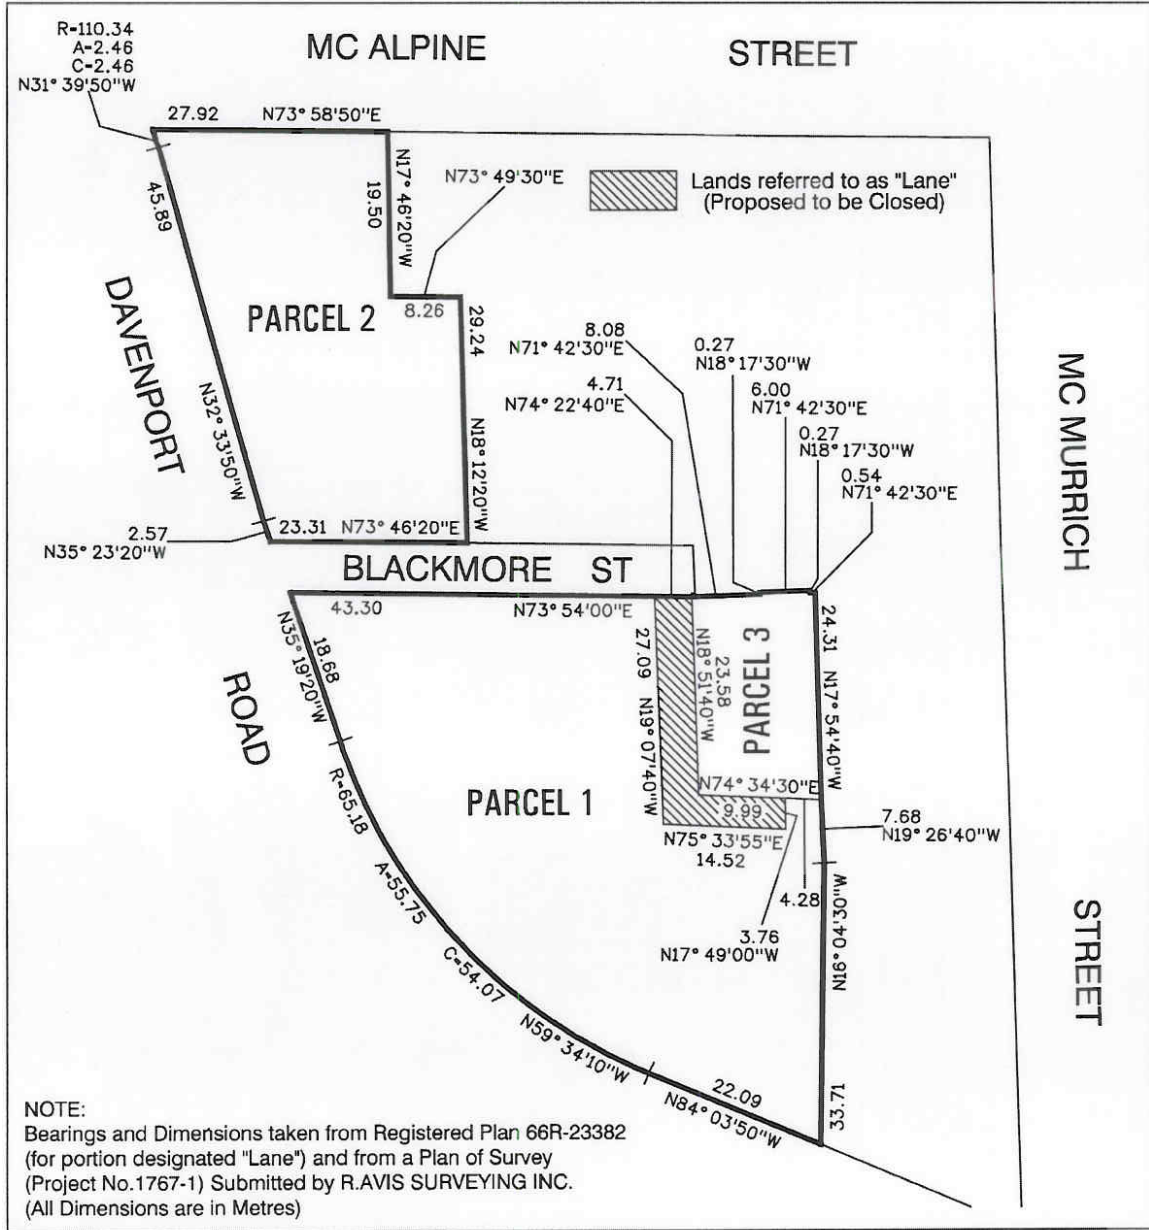 R=110.34
A=2.46
C=2.46
N31° 39'50"W
MC ALPINE STREET
27.92 N73° 58'50"E
N17° 46'20"W
19.50
N73° 49'30"E
Lands referred to as "Lane"
(Proposed to be Closed)
45.89
DAVENPORT
PARCEL 2
8.26
29.24
8.08
N71° 42'30"E
0.27
N18° 17'30"W
4.71
N74° 22'40"E
6.00
N71° 42'30"E
0.27
N18° 17'30"W
0.54
N71° 42'30"E
MC MURRICH
N32° 33'50"W
N18° 12'20"W
2.57
N35° 23'20"W
23.31 N73° 46'20"E
BLACKMORE ST
43.30 N73° 54'00"E
18.68
N35° 19'20"W
ROAD
27.09 N19° 07'40"W
23.58
N18° 51'40"W
PARCEL 3
24.31 N17° 54'40"W
R=65.18
PARCEL 1
N74° 34'30"E
9.99
N75° 33'55"E
14.52
7.68
N19° 26'40"W
4.28
3.76
N17° 49'00"W
N16° 04'30"W
STREET
A=55.75
C=54.07
N59° 34'10"W
22.09
N84° 03'50"W
33.71
NOTE:
Bearings and Dimensions taken from Registered Plan 66R-23382
(for portion designated "Lane") and from a Plan of Survey
(Project No.1767-1) Submitted by R.AVIS SURVEYING INC.
(All Dimensions are in Metres)